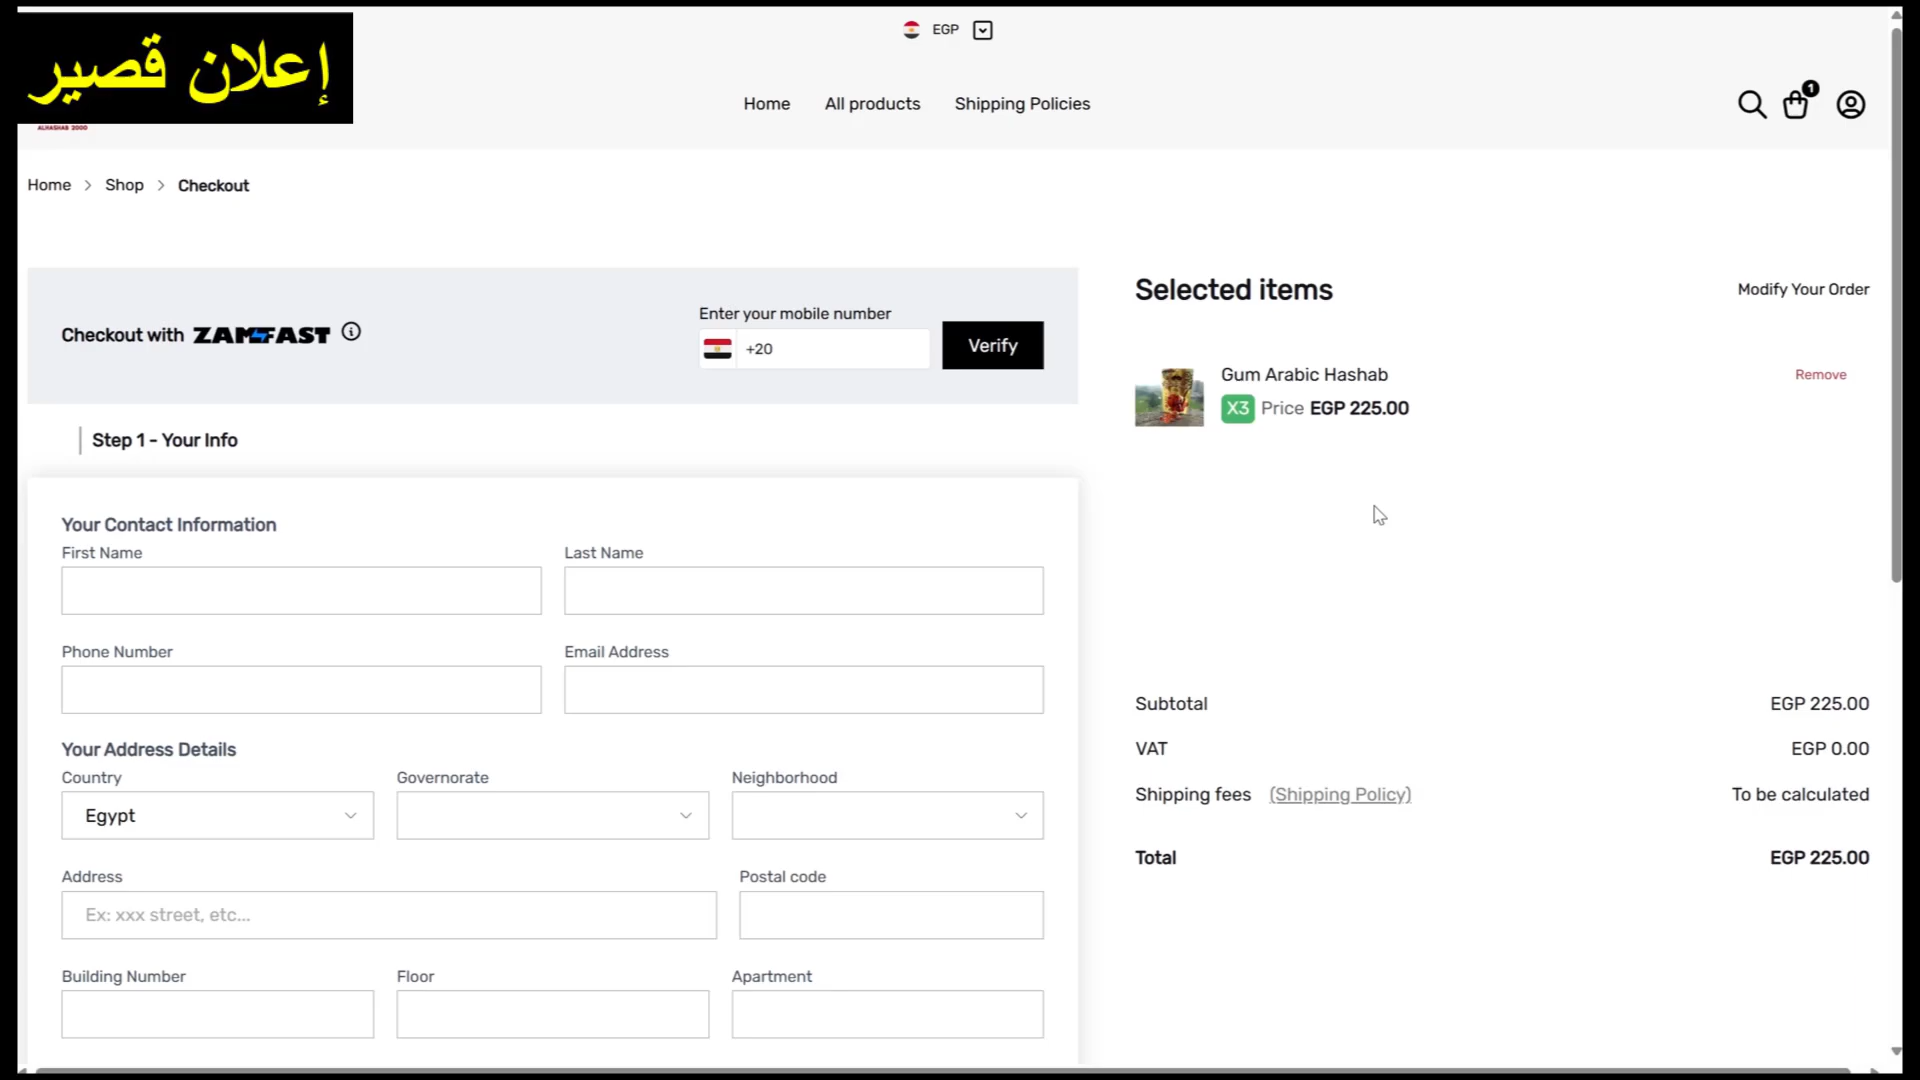 إعلان قصير
ALHASHAB 2000
EGP
Home All products Shipping Policies
1
Home > Shop > Checkout
Checkout with ZAMFAST
Enter your mobile number
+20
Verify
Step 1 - Your Info
Your Contact Information
First Name Last Name
Phone Number Email Address
Your Address Details
Country Governorate Neighborhood
Egypt
Address Postal code
Ex: xxx street, etc...
Building Number Floor Apartment
Selected items Modify Your Order
Gum Arabic Hashab Remove
X3 Price EGP 225.00
Subtotal EGP 225.00
VAT EGP 0.00
Shipping fees (Shipping Policy) To be calculated
Total EGP 225.00